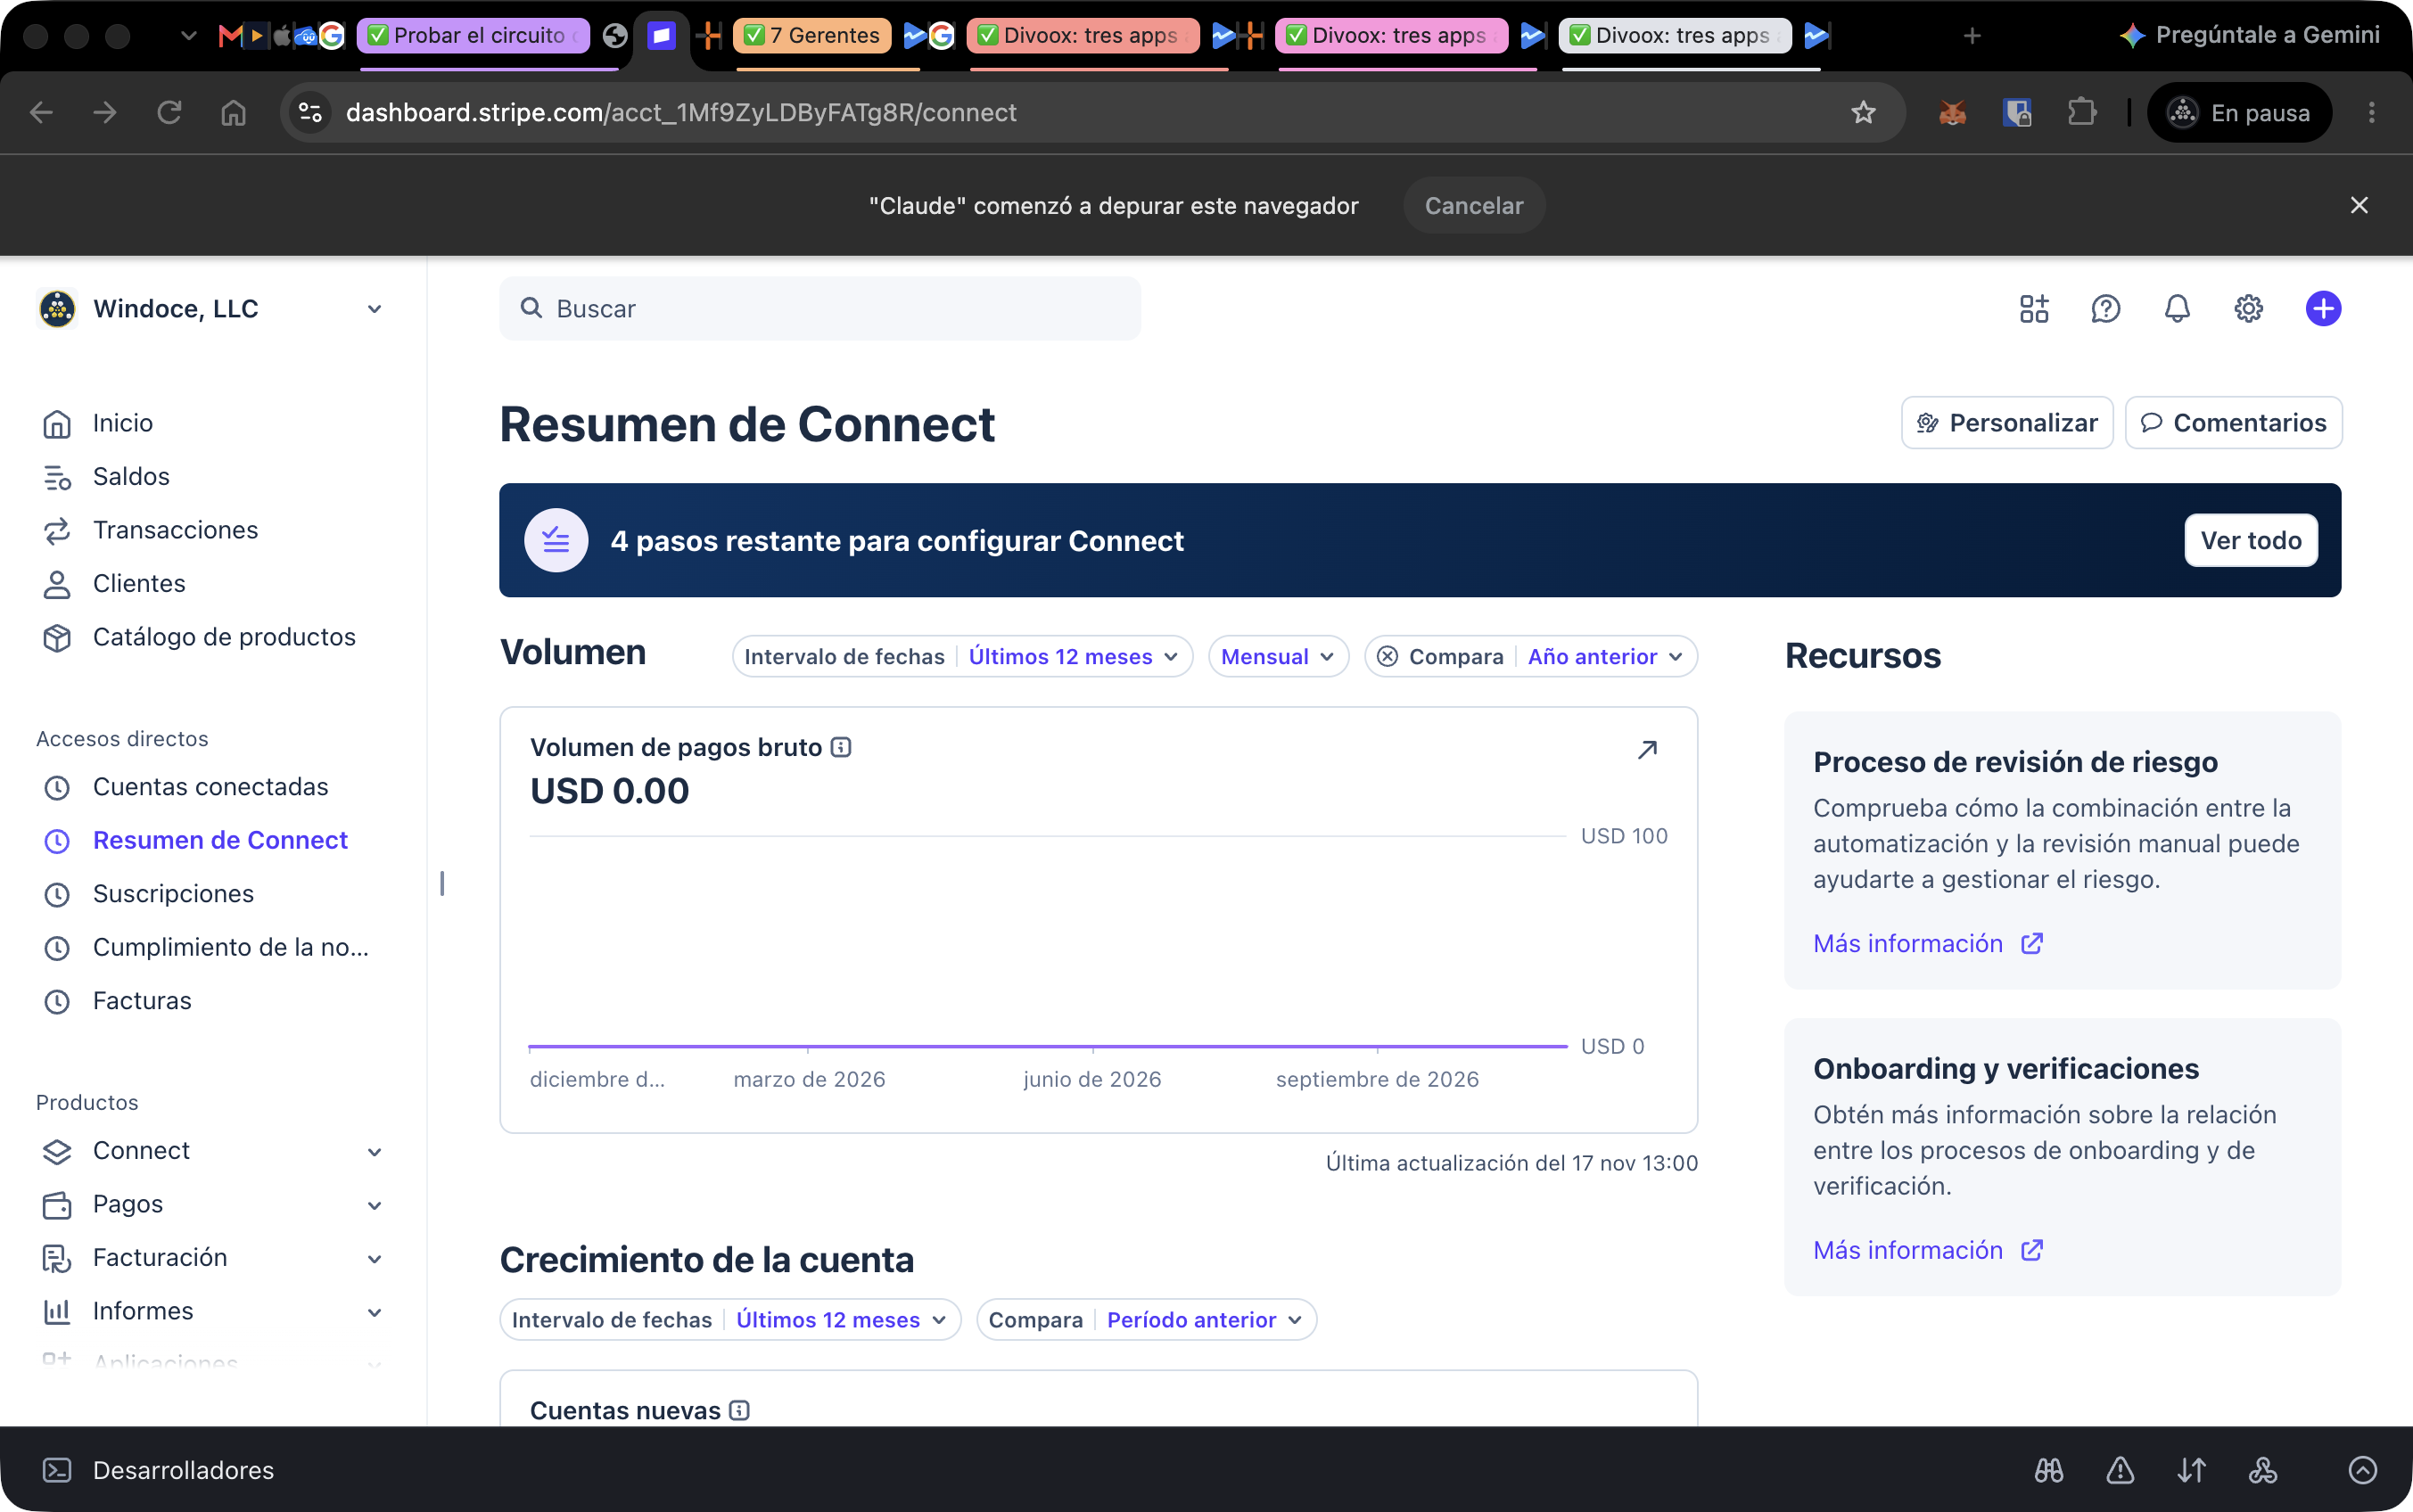 ✅ Probar el circuito
✅ 7 Gerentes
✅ Divoox: tres apps
✅ Divoox: tres apps
✅ Divoox: tres apps
Pregúntale a Gemini
dashboard.stripe.com/acct_1Mf9ZyLDByFATg8R/connect
En pausa
"Claude" comenzó a depurar este navegador
Cancelar
Windoce, LLC
Buscar
Inicio
Saldos
Transacciones
Clientes
Catálogo de productos
Accesos directos
Cuentas conectadas
Resumen de Connect
Suscripciones
Cumplimiento de la no...
Facturas
Productos
Connect
Pagos
Facturación
Informes
Aplicaciones
Resumen de Connect
Personalizar
Comentarios
4 pasos restante para configurar Connect
Ver todo
Volumen
Intervalo de fechas Últimos 12 meses
Mensual
Compara Año anterior
Volumen de pagos bruto
USD 0.00
USD 100
USD 0
diciembre d...
marzo de 2026
junio de 2026
septiembre de 2026
Última actualización del 17 nov 13:00
Crecimiento de la cuenta
Intervalo de fechas Últimos 12 meses
Compara Período anterior
Cuentas nuevas
Recursos
Proceso de revisión de riesgo
Comprueba cómo la combinación entre la
automatización y la revisión manual puede
ayudarte a gestionar el riesgo.
Más información
Onboarding y verificaciones
Obtén más información sobre la relación
entre los procesos de onboarding y de
verificación.
Más información
Desarrolladores